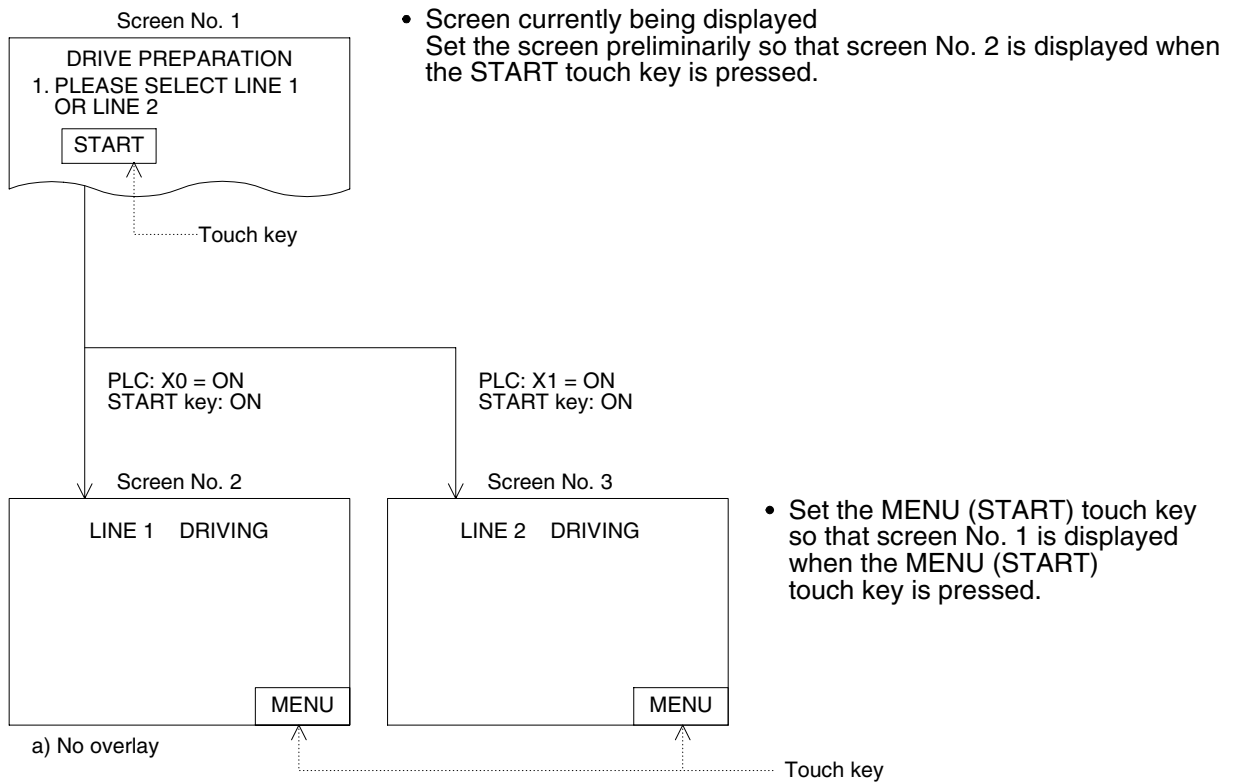 Screen No. 1
DRIVE PREPARATION
1. PLEASE SELECT LINE 1
OR LINE 2
START
Touch key
• Screen currently being displayed
Set the screen preliminarily so that screen No. 2 is displayed when
the START touch key is pressed.
PLC: X0 = ON
START key: ON
PLC: X1 = ON
START key: ON
Screen No. 2
LINE 1 DRIVING
MENU
Screen No. 3
LINE 2 DRIVING
MENU
• Set the MENU (START) touch key
so that screen No. 1 is displayed
when the MENU (START)
touch key is pressed.
a) No overlay
Touch key